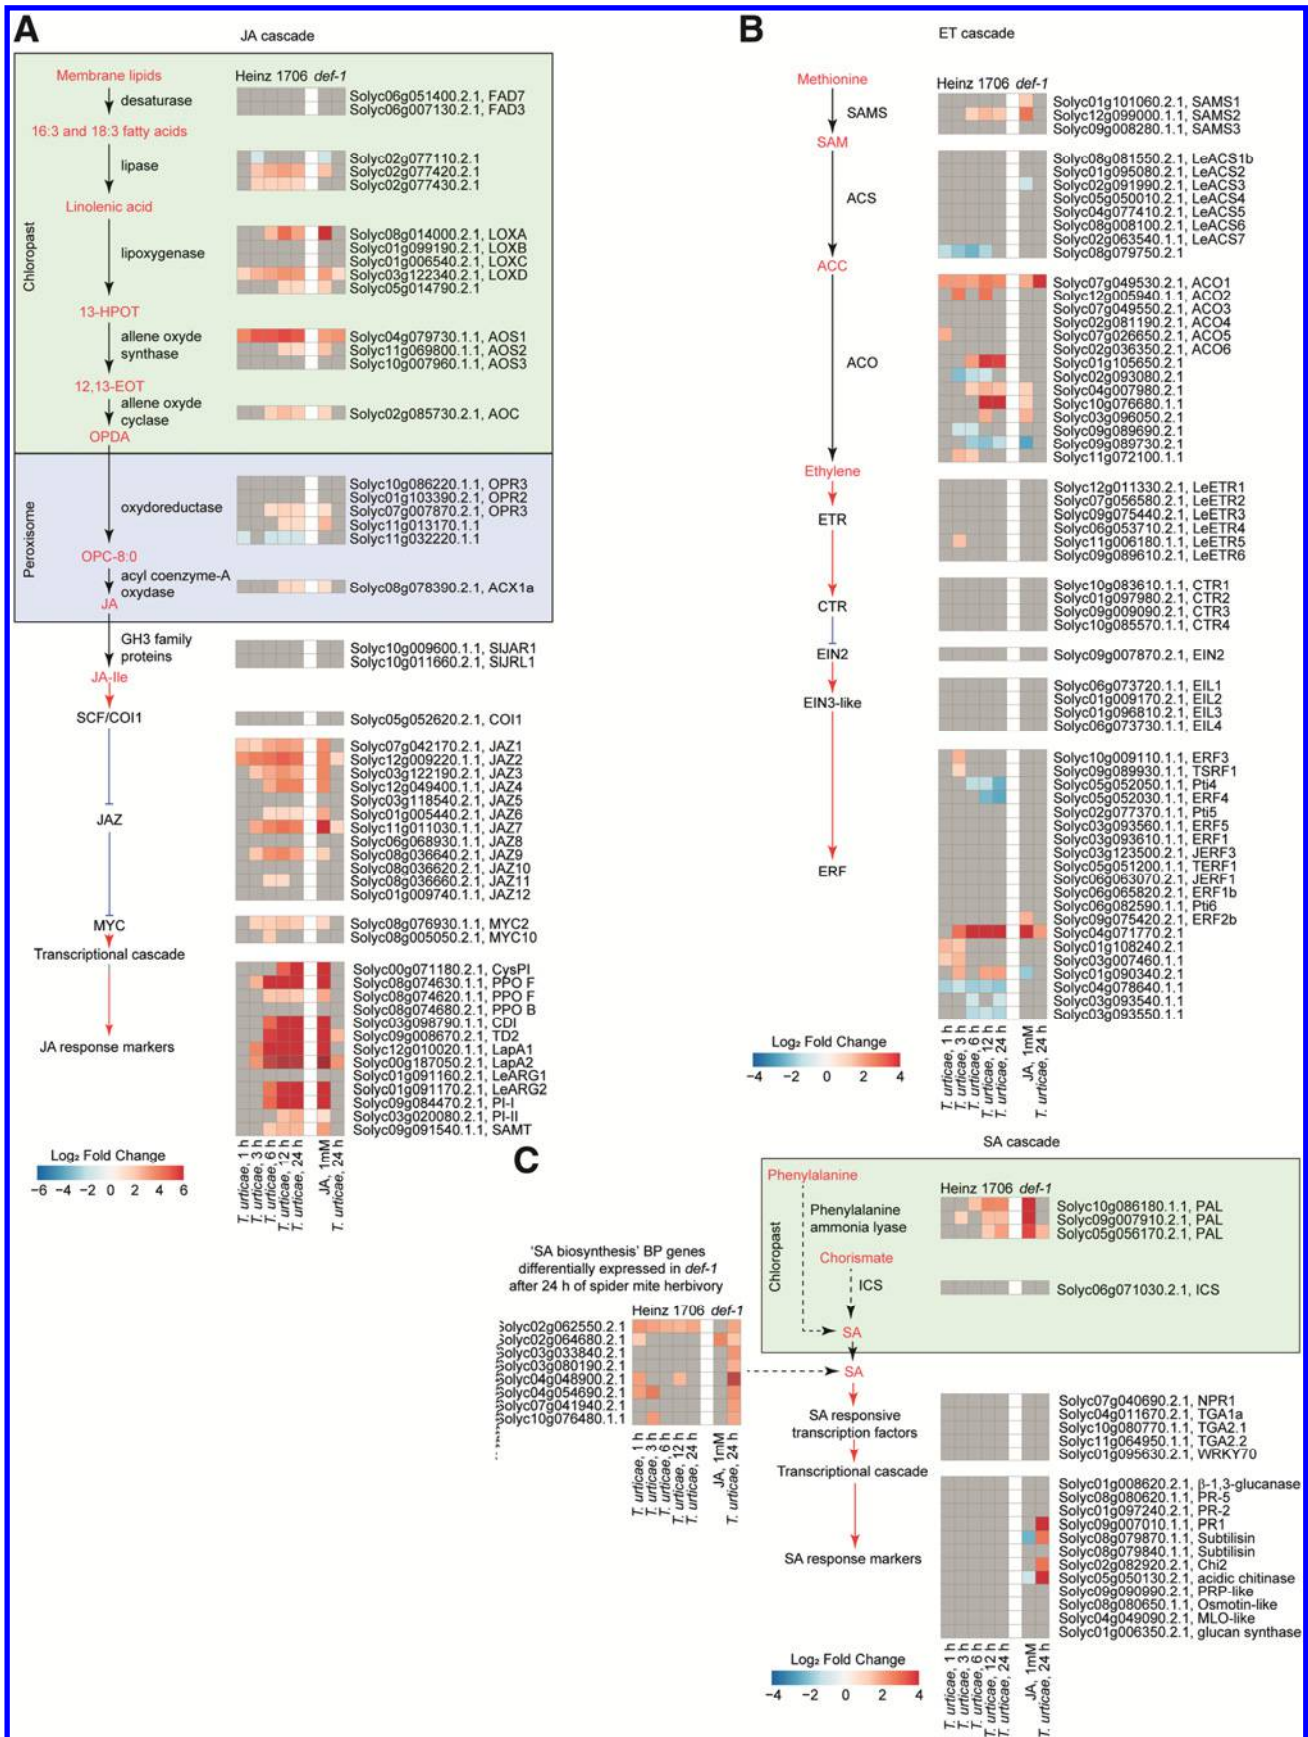 A
JA cascade
Chloropast
Membrane lipids
desaturase
16:3 and 18:3 fatty acids
lipase
Linolenic acid
lipoxygenase
13-HPOT
allene oxyde
synthase
12,13-EOT
allene oxyde
cyclase
OPDA
Peroxisome
oxydoreductase
OPC-8:0
acyl coenzyme-A
oxydase
JA
GH3 family
proteins
JA-Ile
SCF/COI1
JAZ
MYC
Transcriptional cascade
JA response markers
Heinz 1706 def-1
Solyc06g051400.2.1, FAD7
Solyc06g007130.2.1, FAD3
Solyc02g077110.2.1
Solyc02g077420.2.1
Solyc02g077430.2.1
Solyc08g014000.2.1, LOXA
Solyc01g099190.2.1, LOXB
Solyc01g006540.2.1, LOXC
Solyc03g122340.2.1, LOXD
Solyc05g014790.2.1
Solyc04g079730.1.1, AOS1
Solyc11g069800.1.1, AOS2
Solyc10g007960.1.1, AOS3
Solyc02g085730.2.1, AOC
Solyc10g086220.1.1, OPR3
Solyc01g103390.2.1, OPR2
Solyc07g007870.2.1, OPR3
Solyc11g013170.1.1
Solyc11g032220.1.1
Solyc08g078390.2.1, ACX1a
Solyc10g009600.1.1, SlJAR1
Solyc10g011660.2.1, SlJRL1
Solyc05g052620.2.1, COI1
Solyc07g042170.2.1, JAZ1
Solyc12g009220.1.1, JAZ2
Solyc03g122190.2.1, JAZ3
Solyc12g049400.1.1, JAZ4
Solyc03g118540.2.1, JAZ5
Solyc01g005440.2.1, JAZ6
Solyc11g011030.1.1, JAZ7
Solyc06g068930.1.1, JAZ8
Solyc08g036640.2.1, JAZ9
Solyc08g036620.2.1, JAZ10
Solyc08g036660.2.1, JAZ11
Solyc01g009740.1.1, JAZ12
Solyc08g076930.1.1, MYC2
Solyc08g005050.2.1, MYC10
Solyc00g071180.2.1, CysPI
Solyc08g074630.1.1, PPO F
Solyc08g074620.1.1, PPO F
Solyc08g074680.2.1, PPO B
Solyc03g098790.1.1, CDI
Solyc09g008670.2.1, TD2
Solyc12g010020.1.1, LapA1
Solyc00g187050.2.1, LapA2
Solyc01g091160.2.1, LeARG1
Solyc01g091170.2.1, LeARG2
Solyc09g084470.2.1, PI-I
Solyc03g020080.2.1, PI-II
Solyc09g091540.1.1, SAMT
Log₂ Fold Change
−6 −4 −2 0 2 4 6
T. urticae, 1 h
T. urticae, 3 h
T. urticae, 6 h
T. urticae, 12 h
T. urticae, 24 h
JA, 1mM
T. urticae, 24 h
B
ET cascade
Methionine
SAMS
SAM
ACS
ACC
ACO
Ethylene
ETR
CTR
EIN2
EIN3-like
ERF
Heinz 1706 def-1
Solyc01g101060.2.1, SAMS1
Solyc12g099000.1.1, SAMS2
Solyc09g008280.1.1, SAMS3
Solyc08g081550.2.1, LeACS1b
Solyc01g095080.2.1, LeACS2
Solyc02g091990.2.1, LeACS3
Solyc05g050010.2.1, LeACS4
Solyc04g077410.2.1, LeACS5
Solyc08g008100.2.1, LeACS6
Solyc02g063540.1.1, LeACS7
Solyc08g079750.2.1
Solyc07g049530.2.1, ACO1
Solyc12g005940.1.1, ACO2
Solyc07g049550.2.1, ACO3
Solyc02g081190.2.1, ACO4
Solyc07g026650.2.1, ACO5
Solyc02g036350.2.1, ACO6
Solyc01g105650.2.1
Solyc02g093080.2.1
Solyc04g007980.2.1
Solyc10g076680.1.1
Solyc03g096050.2.1
Solyc09g089690.2.1
Solyc09g089730.2.1
Solyc11g072100.1.1
Solyc12g011330.2.1, LeETR1
Solyc07g056580.2.1, LeETR2
Solyc09g075440.2.1, LeETR3
Solyc06g053710.2.1, LeETR4
Solyc11g006180.1.1, LeETR5
Solyc09g089610.2.1, LeETR6
Solyc10g083610.1.1, CTR1
Solyc01g097980.2.1, CTR2
Solyc09g009090.2.1, CTR3
Solyc10g085570.1.1, CTR4
Solyc09g007870.2.1, EIN2
Solyc06g073720.1.1, EIL1
Solyc01g009170.2.1, EIL2
Solyc01g096810.2.1, EIL3
Solyc06g073730.1.1, EIL4
Solyc10g009110.1.1, ERF3
Solyc09g089930.1.1, TSRF1
Solyc05g052050.1.1, Pti4
Solyc05g052030.1.1, ERF4
Solyc02g077370.1.1, Pti5
Solyc03g093560.1.1, ERF5
Solyc03g093610.1.1, ERF1
Solyc03g123500.2.1, JERF3
Solyc05g051200.1.1, TERF1
Solyc06g063070.2.1, JERF1
Solyc06g065820.2.1, ERF1b
Solyc06g082590.1.1, Pti6
Solyc09g075420.2.1, ERF2b
Solyc04g071770.2.1
Solyc01g108240.2.1
Solyc03g007460.1.1
Solyc01g090340.2.1
Solyc04g078640.1.1
Solyc03g093540.1.1
Solyc03g093550.1.1
Log₂ Fold Change
−4 −2 0 2 4
T. urticae, 1 h
T. urticae, 3 h
T. urticae, 6 h
T. urticae, 12 h
T. urticae, 24 h
JA, 1mM
T. urticae, 24 h
C
SA cascade
‘SA biosynthesis’ BP genes
differentially expressed in def-1
after 24 h of spider mite herbivory
Heinz 1706 def-1
Solyc02g062550.2.1
Solyc02g064680.2.1
Solyc03g033840.2.1
Solyc03g080190.2.1
Solyc04g048900.2.1
Solyc04g054690.2.1
Solyc07g041940.2.1
Solyc10g076480.1.1
T. urticae, 1 h
T. urticae, 3 h
T. urticae, 6 h
T. urticae, 12 h
T. urticae, 24 h
JA, 1mM
T. urticae, 24 h
Chloropast
Phenylalanine
Phenylalanine
ammonia lyase
Chorismate
ICS
SA
SA
SA responsive
transcription factors
Transcriptional cascade
SA response markers
Heinz 1706 def-1
Solyc10g086180.1.1, PAL
Solyc09g007910.2.1, PAL
Solyc05g056170.2.1, PAL
Solyc06g071030.2.1, ICS
Solyc07g040690.2.1, NPR1
Solyc04g011670.2.1, TGA1a
Solyc10g080770.1.1, TGA2.1
Solyc11g064950.1.1, TGA2.2
Solyc01g095630.2.1, WRKY70
Solyc01g008620.2.1, β-1,3-glucanase
Solyc08g080620.1.1, PR-5
Solyc01g097240.2.1, PR-2
Solyc09g007010.1.1, PR1
Solyc08g079870.1.1, Subtilisin
Solyc08g079840.1.1, Subtilisin
Solyc02g082920.2.1, Chi2
Solyc05g050130.2.1, acidic chitinase
Solyc09g090990.2.1, PRP-like
Solyc08g080650.1.1, Osmotin-like
Solyc04g049090.2.1, MLO-like
Solyc01g006350.2.1, glucan synthase
Log₂ Fold Change
−4 −2 0 2 4
T. urticae, 1 h
T. urticae, 3 h
T. urticae, 6 h
T. urticae, 12 h
T. urticae, 24 h
JA, 1mM
T. urticae, 24 h